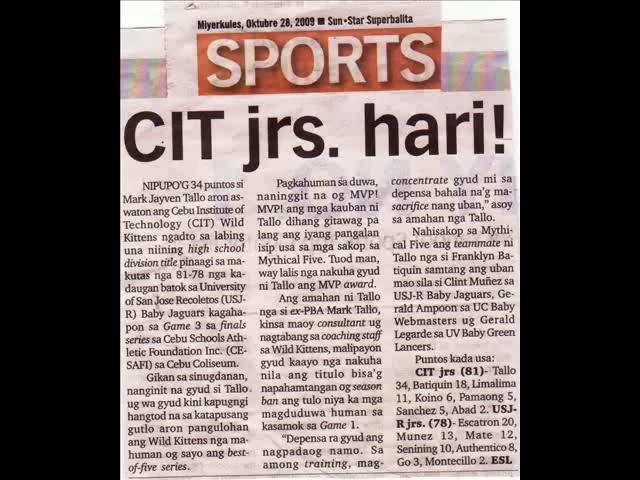 Miyerkules, Oktubre 28, 2009 ■ Sun•Star Superbalita
SPORTS
CIT jrs. hari!
NIPUPO'G 34 puntos si
Mark Jayven Tallo aron as-
waton ang Cebu Institute of
Technology (CIT) Wild
Kittens ngadto sa labing
una niining high school
division title pinaagi sa ma-
kutas nga 81-78 nga ka-
daugan batok sa University
of San Jose Recoletos (USJ-
R) Baby Jaguars kagaha-
pon sa Game 3 sa finals
series sa Cebu Schools Ath-
letic Foundation Inc. (CE-
SAFI) sa Cebu Coliseum.
Gikan sa sinugdanan,
nanginit na gyud si Tallo
ug wa gyud kini kapugngi
hangtod na sa katapusang
gutlo aron pangulohan
ang Wild Kittens nga ma-
human og sayo ang best-
of-five series.
Pagkahuman sa duwa,
naninggit na og MVP!
MVP! ang mga kauban ni
Tallo dihang gitawag pa
lang ang iyang pangalan
isip usa sa mga sakop sa
Mythical Five. Tuod man,
way lalis nga nakuha gyud
ni Tallo ang MVP award.
Ang amahan ni Tallo
nga si ex-PBA Mark Tallo,
kinsa maoy consultant ug
nagtabang sa coaching staff
sa Wild Kittens, malipayon
gyud kaayo nga nakuha
nila ang titulo bisa'g
napahamtangan og season
ban ang tulo niya ka mga
magduduwa human sa
kasamok sa Game 1.
"Depensa ra gyud ang
nagpadaog namo. Sa
among training, mag-
concentrate gyud mi sa
depensa bahala na'g ma-
sacrifice nang uban," asoy
sa amahan nga Tallo.
Nahisakop sa Mythi-
cal Five ang teammate ni
Tallo nga si Franklyn Ba-
tiquin samtang ang uban
mao sila si Clint Muñez sa
USJ-R Baby Jaguars, Ge-
rald Ampoon sa UC Baby
Webmasters ug Gerald
Legarde sa UV Baby Green
Lancers.
Puntos kada usa:
CIT jrs (81)- Tallo
34, Batiquin 18, Limalima
11, Koino 6, Pamaong 5,
Sanchez 5, Abad 2. USJ-
R jrs. (78)- Escatron 20,
Munez 13, Mate 12,
Senining 10, Authentico 8,
Go 3, Montecillo 2. ESL